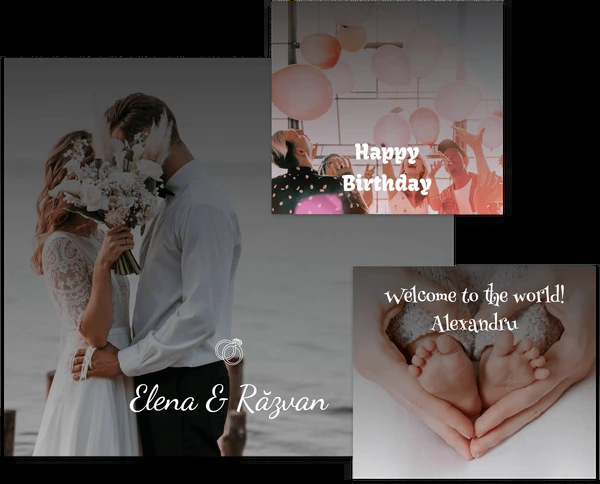 Happy
Birthday
Welcome to the world!
Alexandru
Elena & Răzvan